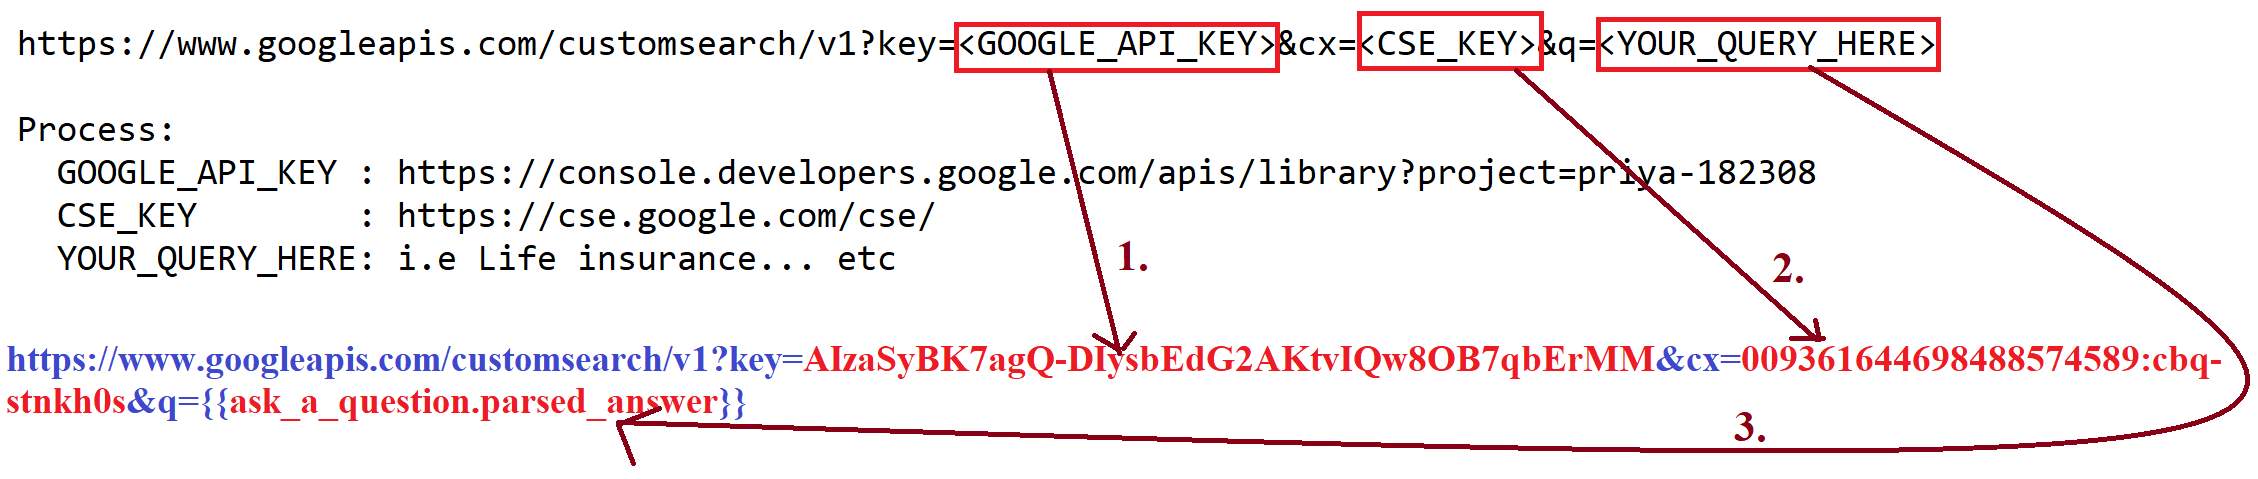 https://www.googleapis.com/customsearch/v1?key=<GOOGLE_API_KEY>&cx=<CSE_KEY>&q=<YOUR_QUERY_HERE>
Process:
GOOGLE_API_KEY : https://console.developers.google.com/apis/library?project=priya-182308
CSE_KEY : https://cse.google.com/cse/
YOUR_QUERY_HERE: i.e Life insurance... etc
1.
2.
https://www.googleapis.com/customsearch/v1?key=AIzaSyBK7agQ-DIysbEdG2AKtvIQw8OB7qbErMM&cx=009361644698488574589:cbq-
stnkh0s&q={{ask_a_question.parsed_answer}}
3.